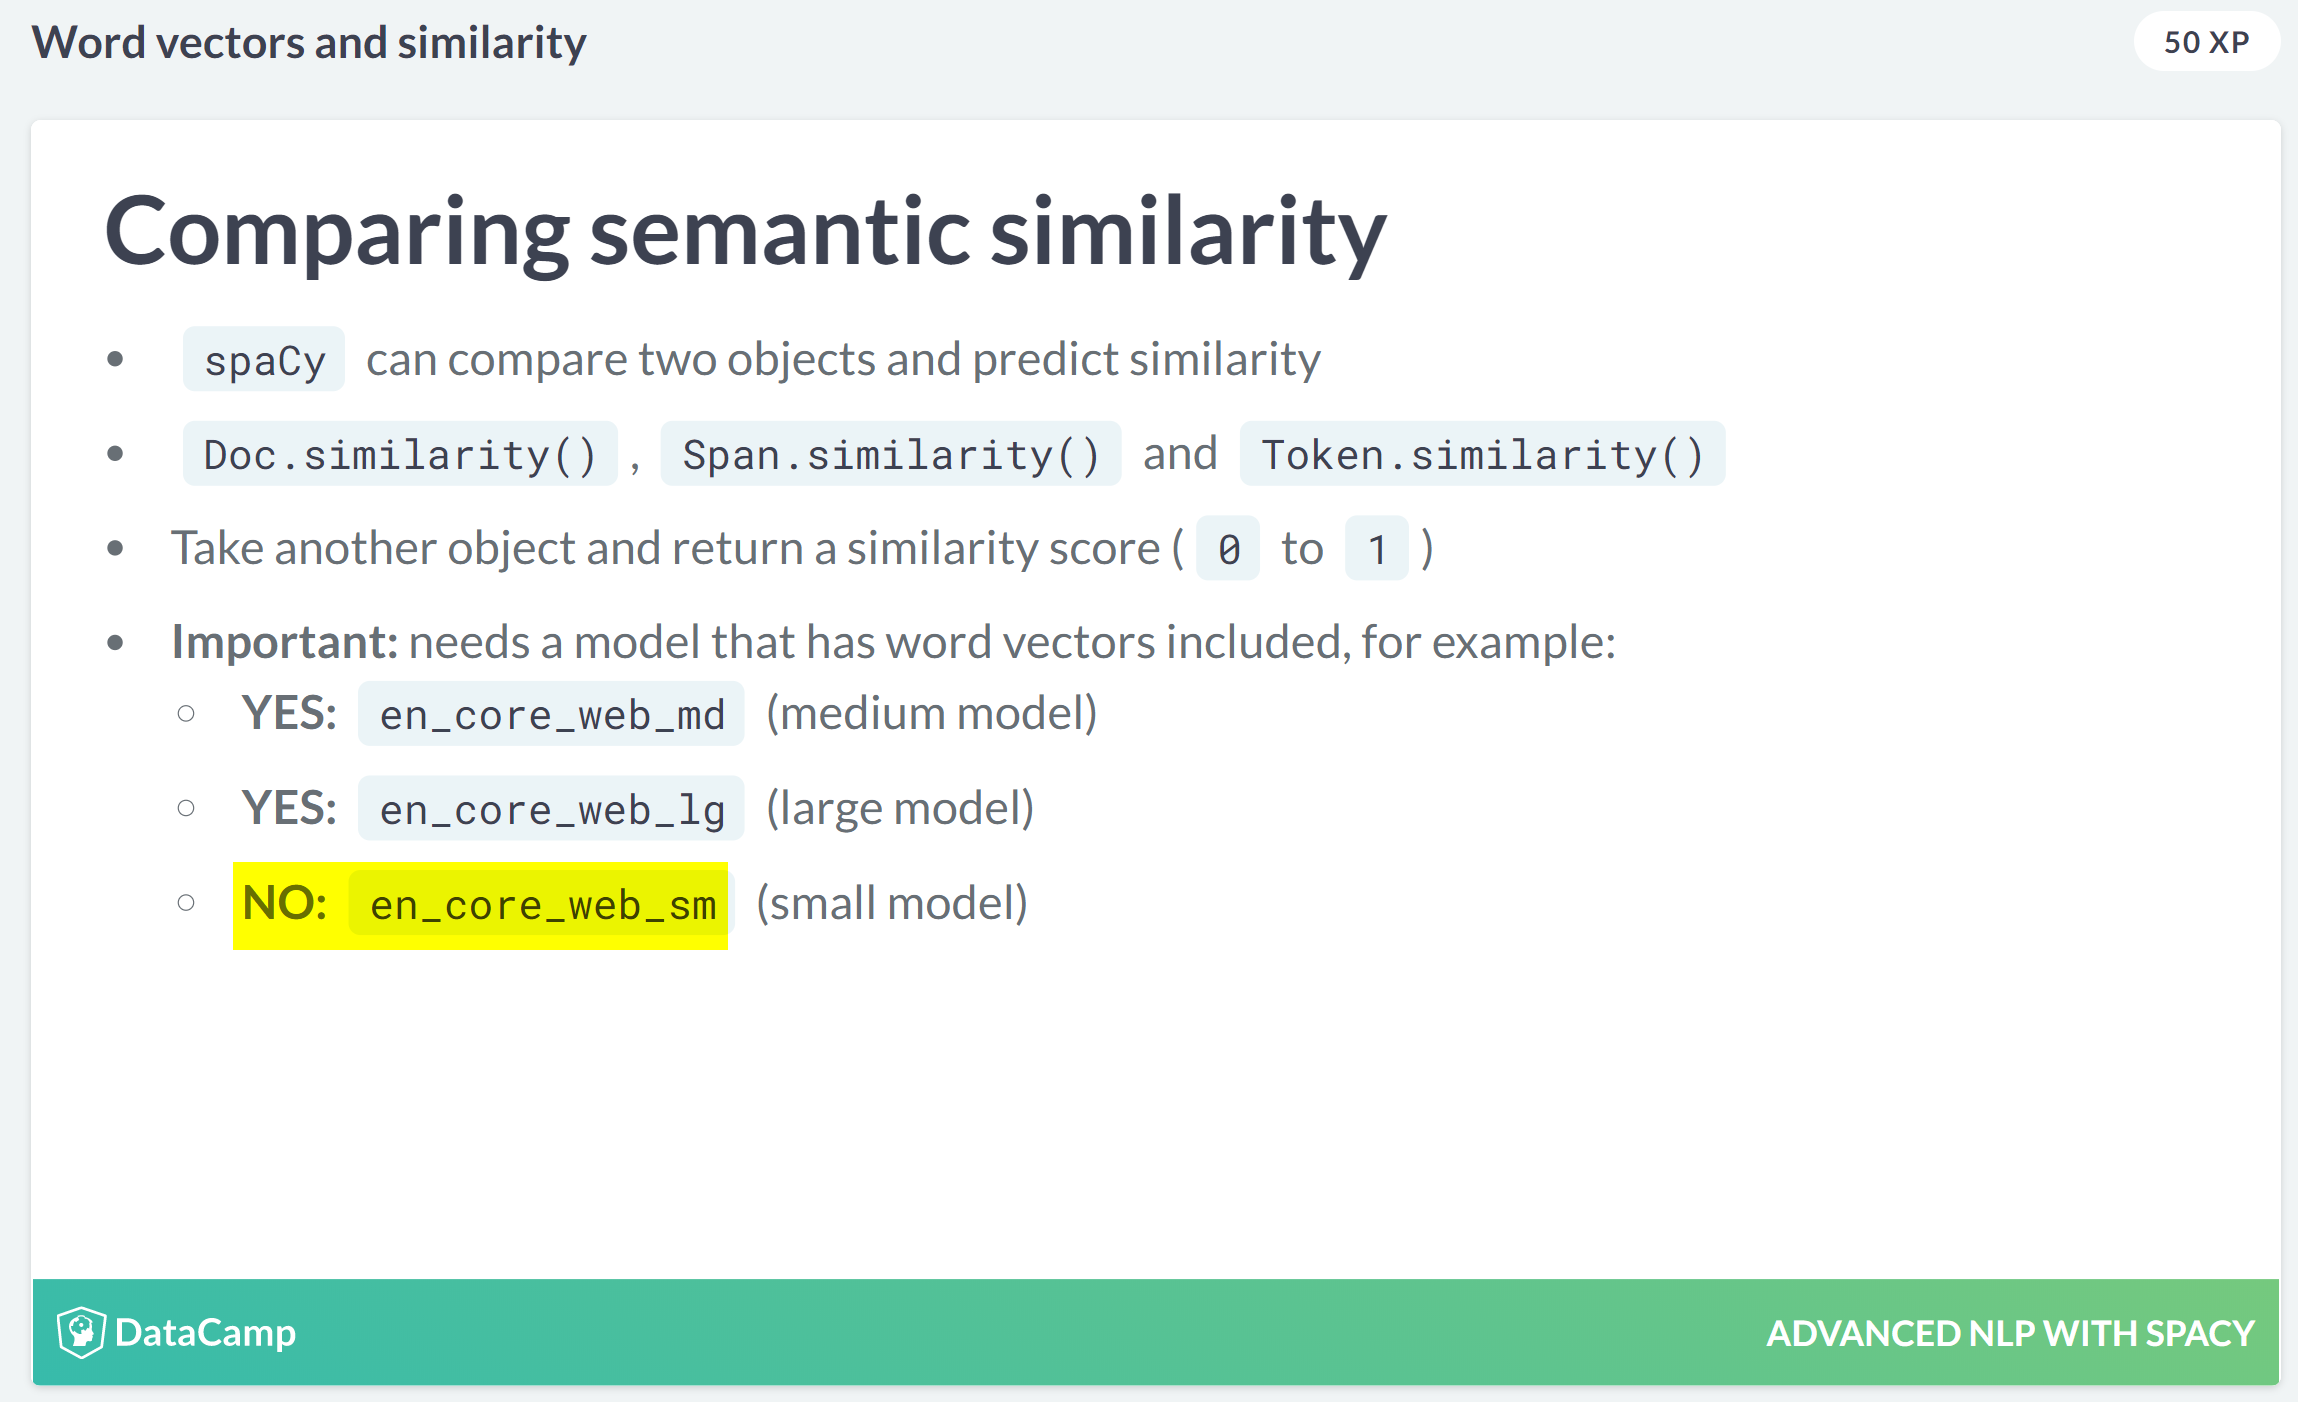 Word vectors and similarity
50 XP
Comparing semantic similarity
• spaCy can compare two objects and predict similarity
• Doc.similarity() , Span.similarity() and Token.similarity()
• Take another object and return a similarity score ( 0 to 1 )
• Important: needs a model that has word vectors included, for example:
○ YES: en_core_web_md (medium model)
○ YES: en_core_web_lg (large model)
○ NO: en_core_web_sm (small model)
DataCamp
ADVANCED NLP WITH SPACY